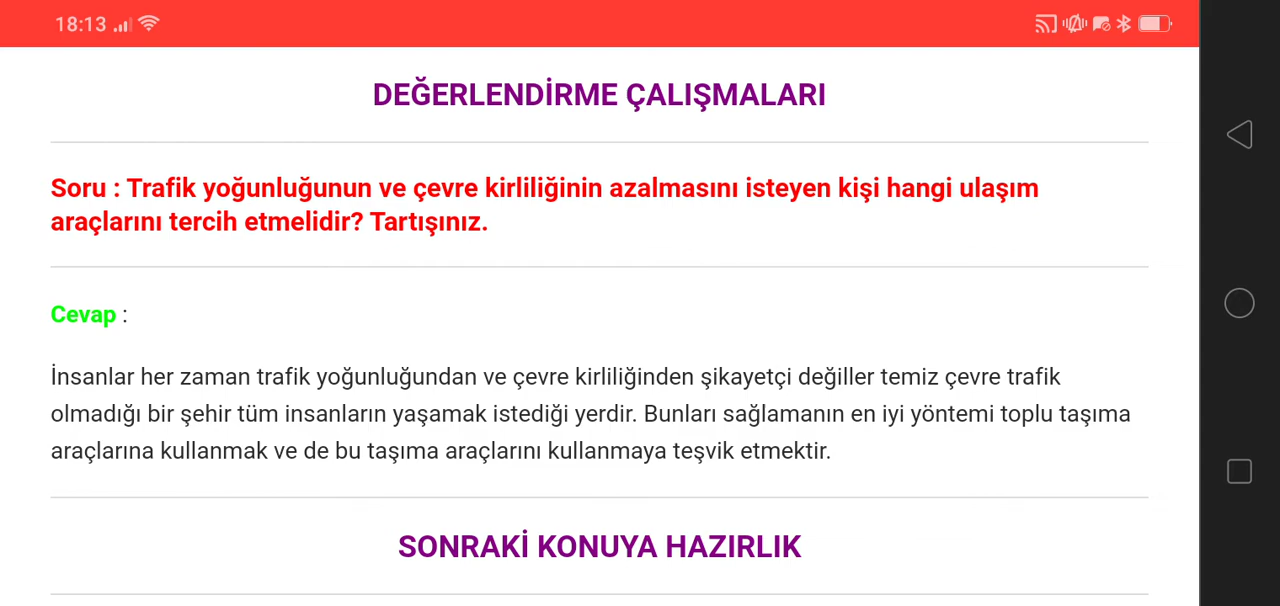 18:13
DEĞERLENDİRME ÇALIŞMALARI
Soru : Trafik yoğunluğunun ve çevre kirliliğinin azalmasını isteyen kişi hangi ulaşım
araçlarını tercih etmelidir? Tartışınız.
Cevap :
İnsanlar her zaman trafik yoğunluğundan ve çevre kirliliğinden şikayetçi değiller temiz çevre trafik
olmadığı bir şehir tüm insanların yaşamak istediği yerdir. Bunları sağlamanın en iyi yöntemi toplu taşıma
araçlarına kullanmak ve de bu taşıma araçlarını kullanmaya teşvik etmektir.
SONRAKİ KONUYA HAZIRLIK